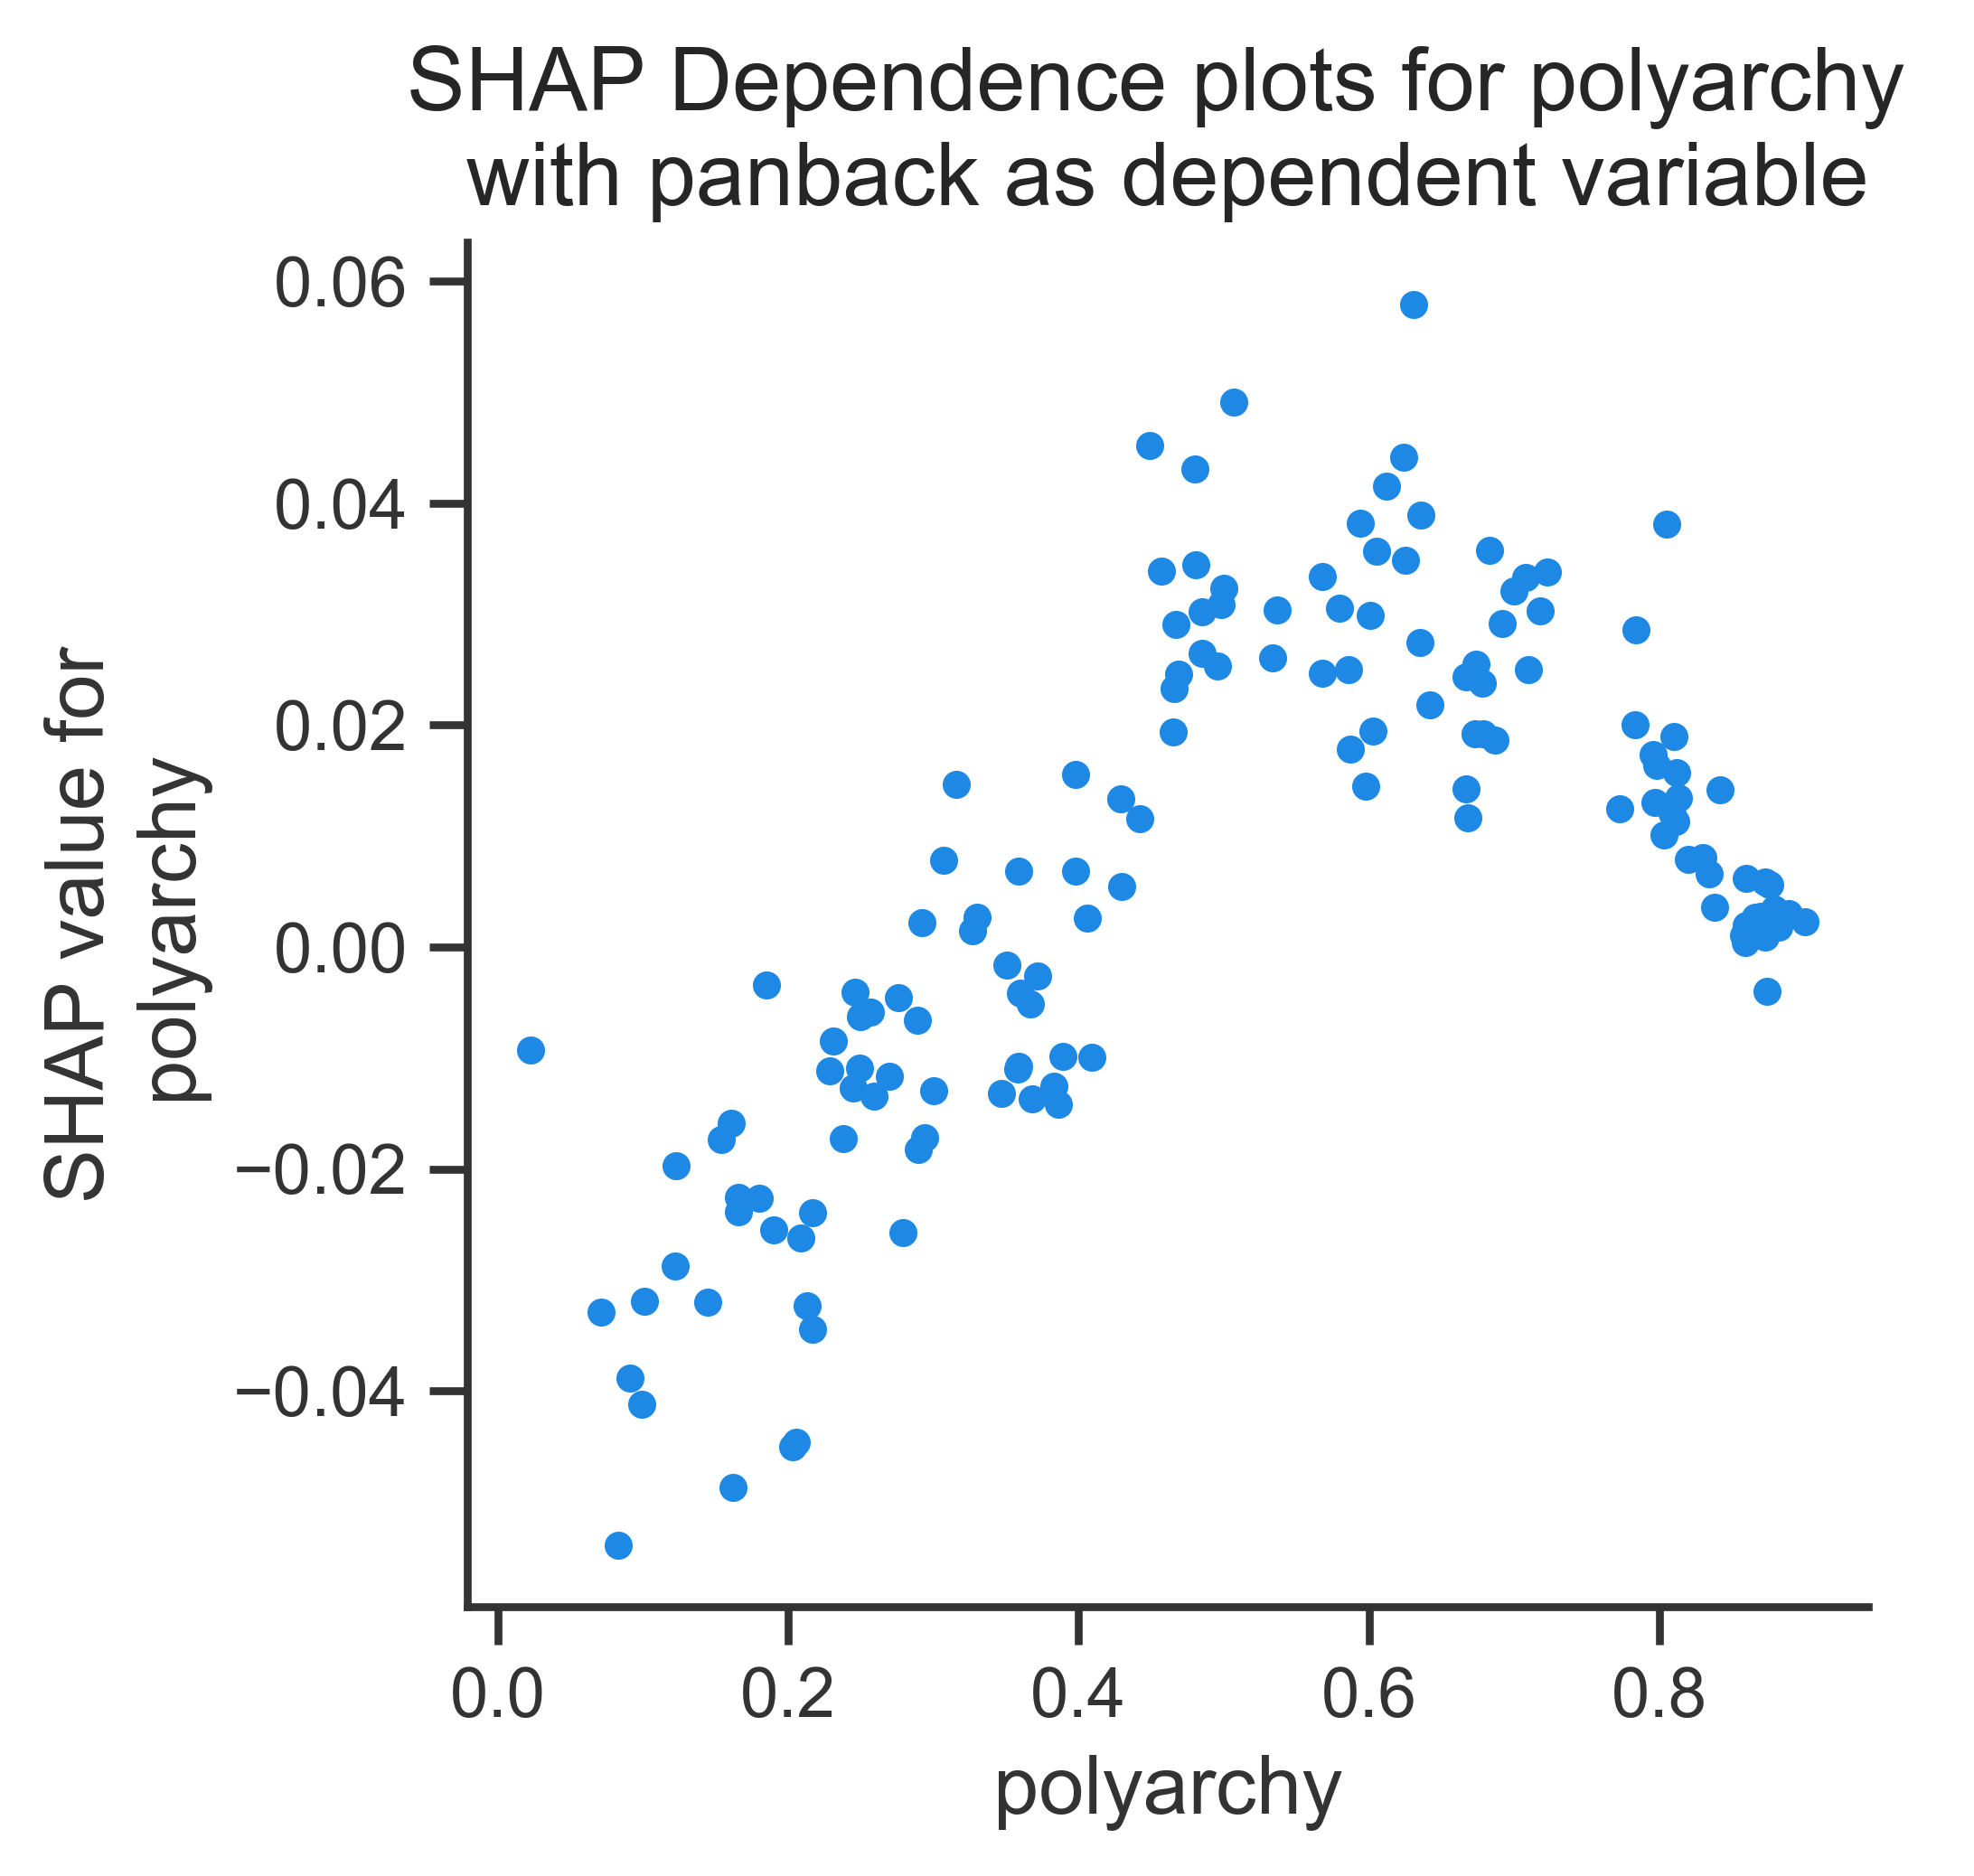 SHAP Dependence plots for polyarchy
with panback as dependent variable
SHAP value for
polyarchy
0.06
0.04
0.02
0.00
−0.02
−0.04
0.0 0.2 0.4 0.6 0.8
polyarchy